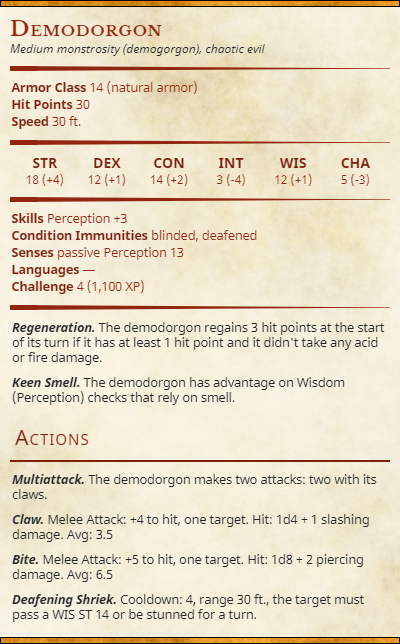 Demodorgon
Medium monstrosity (demogorgon), chaotic evil
Armor Class 14 (natural armor)
Hit Points 30
Speed 30 ft.
STR DEX CON INT WIS CHA
18 (+4) 12 (+1) 14 (+2) 3 (-4) 12 (+1) 5 (-3)
Skills Perception +3
Condition Immunities blinded, deafened
Senses passive Perception 13
Languages —
Challenge 4 (1,100 XP)
Regeneration. The demodorgon regains 3 hit points at the start
of its turn if it has at least 1 hit point and it didn't take any acid
or fire damage.
Keen Smell. The demodorgon has advantage on Wisdom
(Perception) checks that rely on smell.
Actions
Multiattack. The demodorgon makes two attacks: two with its
claws.
Claw. Melee Attack: +4 to hit, one target. Hit: 1d4 + 1 slashing
damage. Avg: 3.5
Bite. Melee Attack: +5 to hit, one target. Hit: 1d8 + 2 piercing
damage. Avg: 6.5
Deafening Shriek. Cooldown: 4, range 30 ft., the target must
pass a WIS ST 14 or be stunned for a turn.